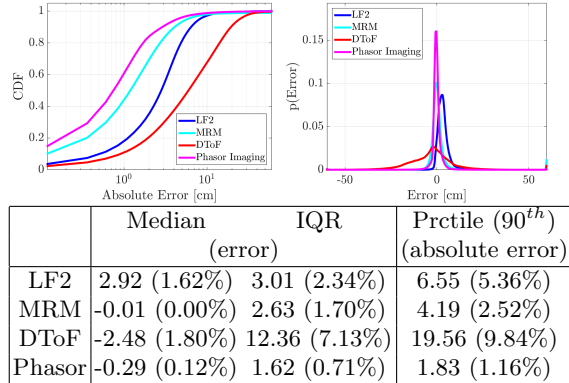 1
0.8
0.6
0.4
0.2
0
CDF
LF2
MRM
DToF
Phasor Imaging
10^0 10^1
Absolute Error [cm]
0.15
0.1
0.05
0
p(Error)
LF2
MRM
DToF
Phasor Imaging
-50 0 50
Error [cm]
Median IQR Prctile (90^th)
(error) (absolute error)
LF2 2.92 (1.62%) 3.01 (2.34%) 6.55 (5.36%)
MRM -0.01 (0.00%) 2.63 (1.70%) 4.19 (2.52%)
DToF -2.48 (1.80%) 12.36 (7.13%) 19.56 (9.84%)
Phasor -0.29 (0.12%) 1.62 (0.71%) 1.83 (1.16%)